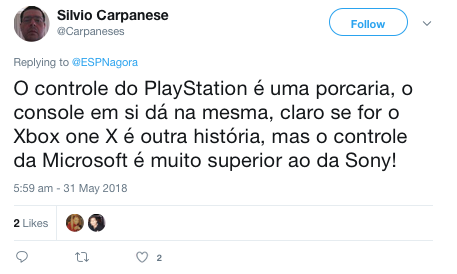 Silvio Carpanese
@Carpaneses
Follow
Replying to @ESPNagora
O controle do PlayStation é uma porcaria, o
console em si dá na mesma, claro se for o
Xbox one X é outra história, mas o controle
da Microsoft é muito superior ao da Sony!
5:59 am - 31 May 2018
2 Likes
2